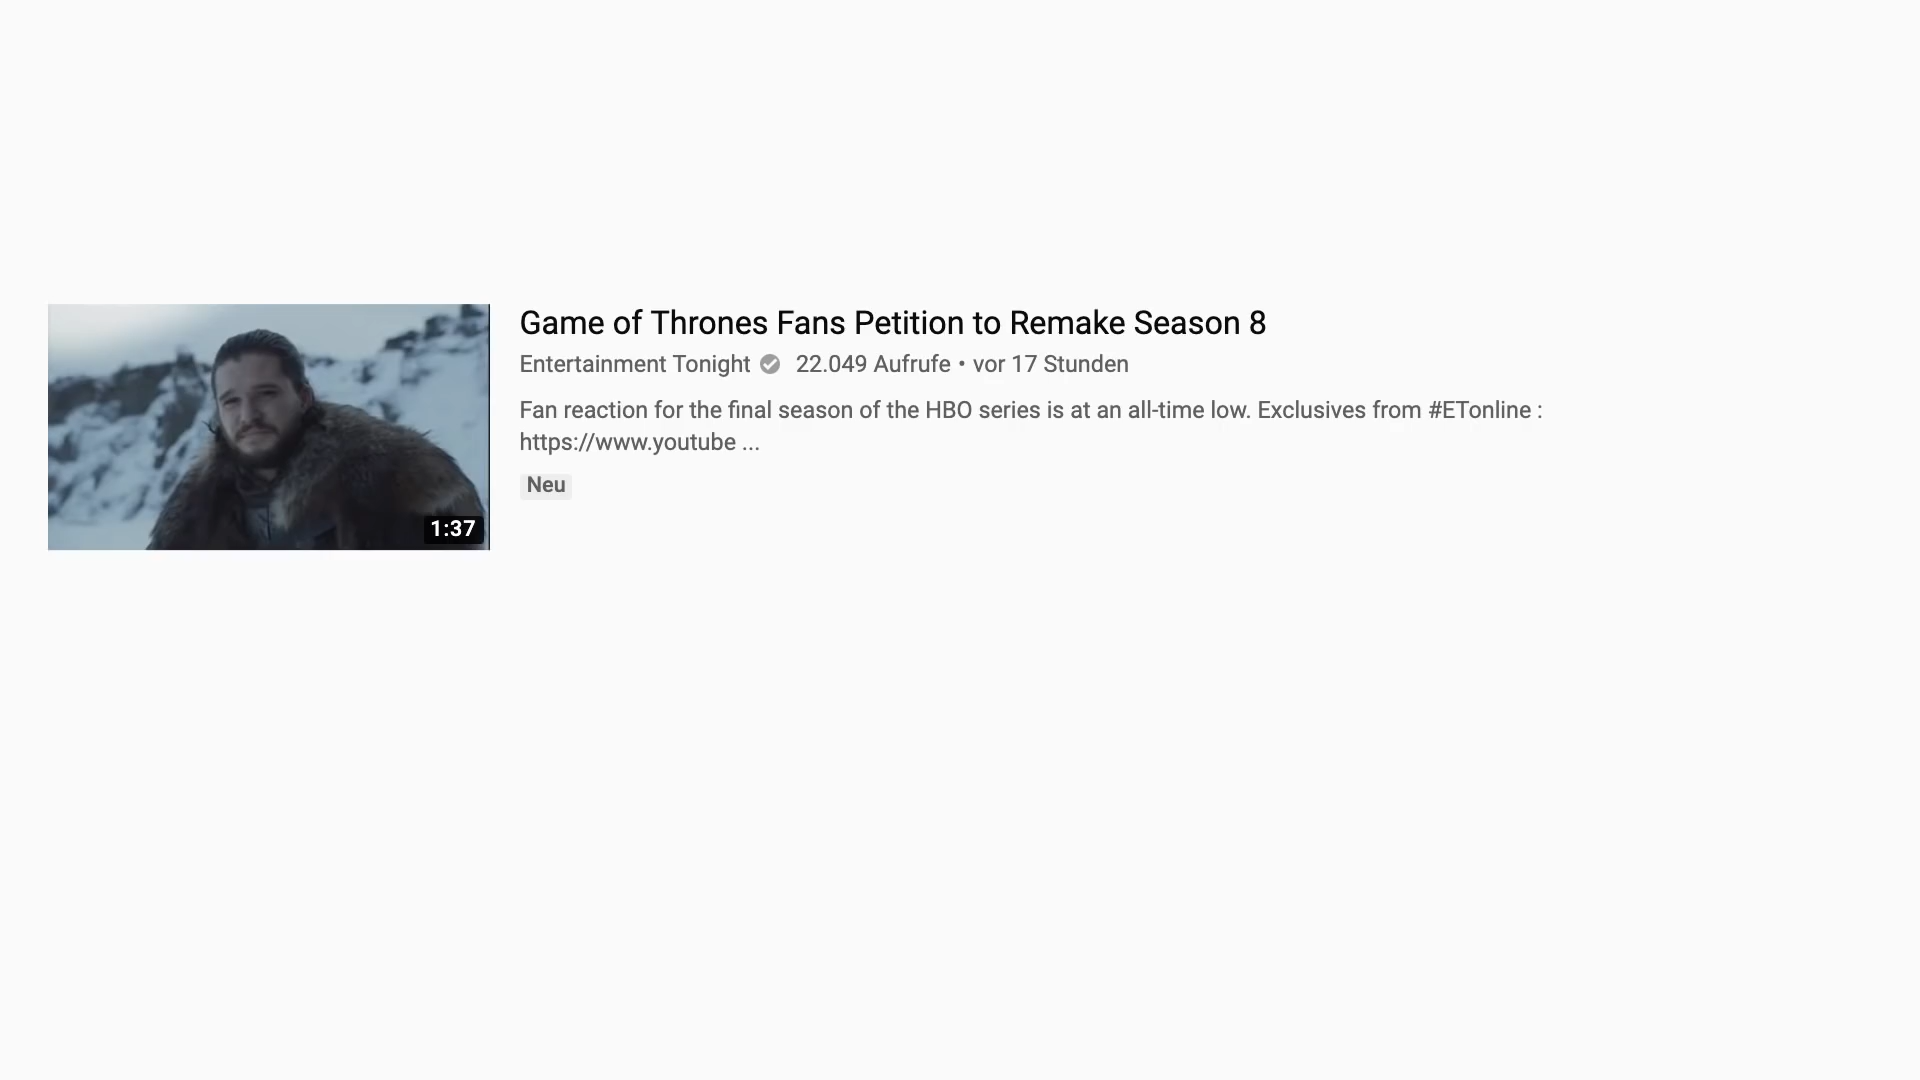 Game of Thrones Fans Petition to Remake Season 8
Entertainment Tonight 22.049 Aufrufe • vor 17 Stunden
Fan reaction for the final season of the HBO series is at an all-time low. Exclusives from #ETonline :
https://www.youtube ...
Neu
1:37